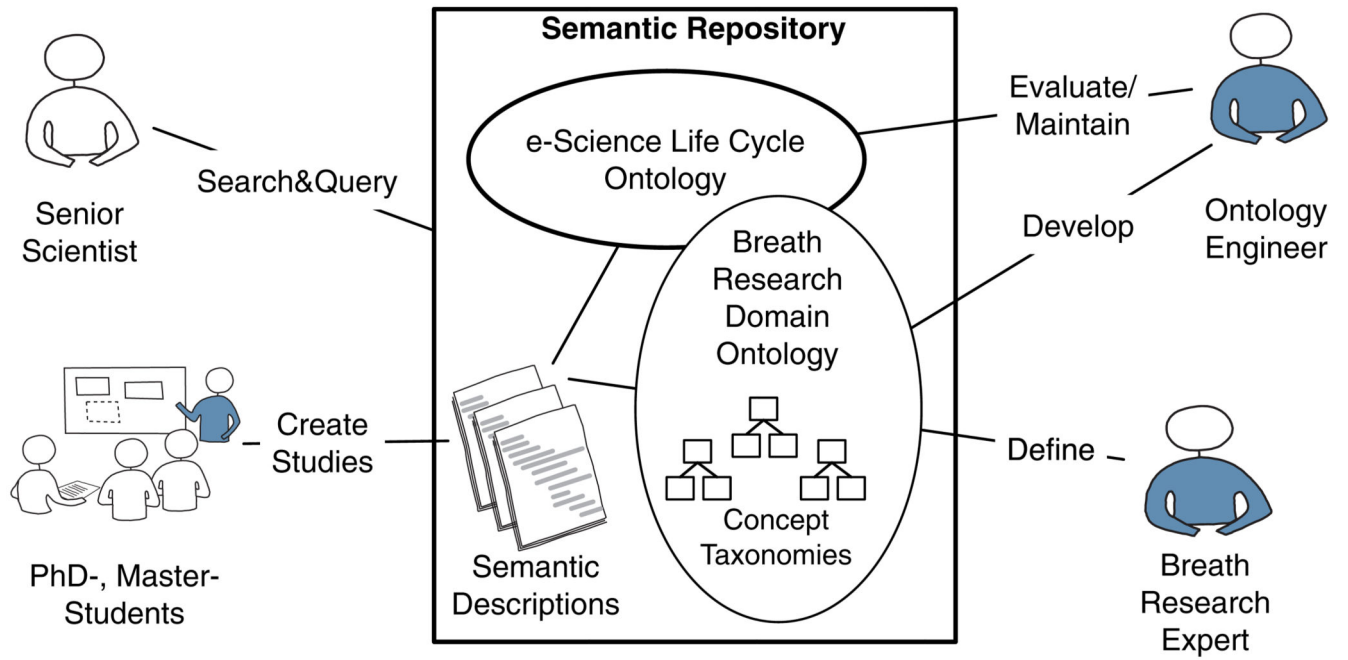 Semantic Repository
e-Science Life Cycle
Ontology
Evaluate/
Maintain
Search&Query
Senior
Scientist
Develop
Ontology
Engineer
Breath
Research
Domain
Ontology
Create
Studies
Define
Concept
Taxonomies
Semantic
Descriptions
PhD-, Master-
Students
Breath
Research
Expert